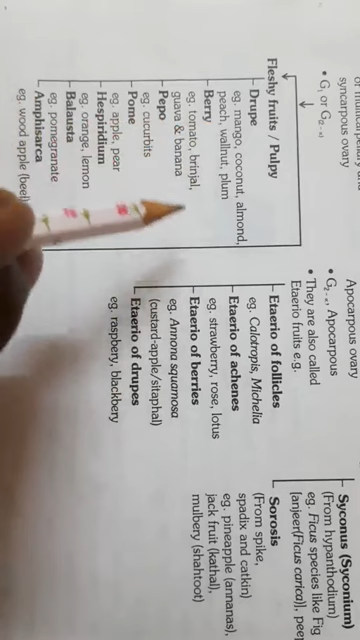 syncarpous ovary
• G₁ or G₍₂₋∞₎
Fleshy fruits / Pulpy
Drupe
eg. mango, coconut, almond,
peach, wallnut, plum
Berry
eg. tomato, brinjal,
guava & banana
Pepo
eg. cucurbits
Pome
eg. apple, pear
Hespiridium
eg. orange, lemon
Balausta
eg. pomegranate
Amphisarca
eg. wood apple (beel)
Apocarpous ovary
• G₂₋∞ Apocarpous
• They are also called
Etaerio fruits e.g.
Etaerio of follicles
eg. Calotropis, Michelia
Etaerio of achenes
eg. strawberry, rose, lotus
Etaerio of berries
eg. Annona squamosa
(custard-apple/sitaphal)
Etaerio of drupes
eg. raspbery, blackbery
Syconus (Syconium)
(From hypanthodium)
eg. Ficus species like Fig
[anjeer(Ficus carica)],
Sorosis
(From spike,
spadix and catkin)
eg. pineapple (annanas),
jack fruit (kathal),
mulbery (shahtoot)